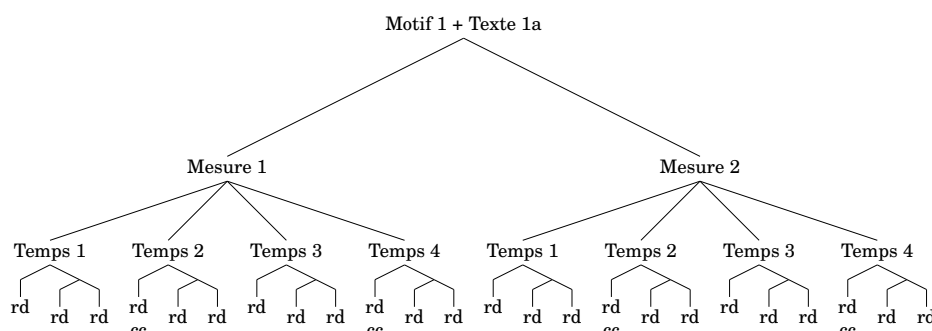 Motif 1 + Texte 1a
Mesure 1 Mesure 2
Temps 1 Temps 2 Temps 3 Temps 4 Temps 1 Temps 2 Temps 3 Temps 4
rd rd rd rd rd rd rd rd
rd rd rd rd rd rd rd rd rd rd rd rd rd rd rd rd